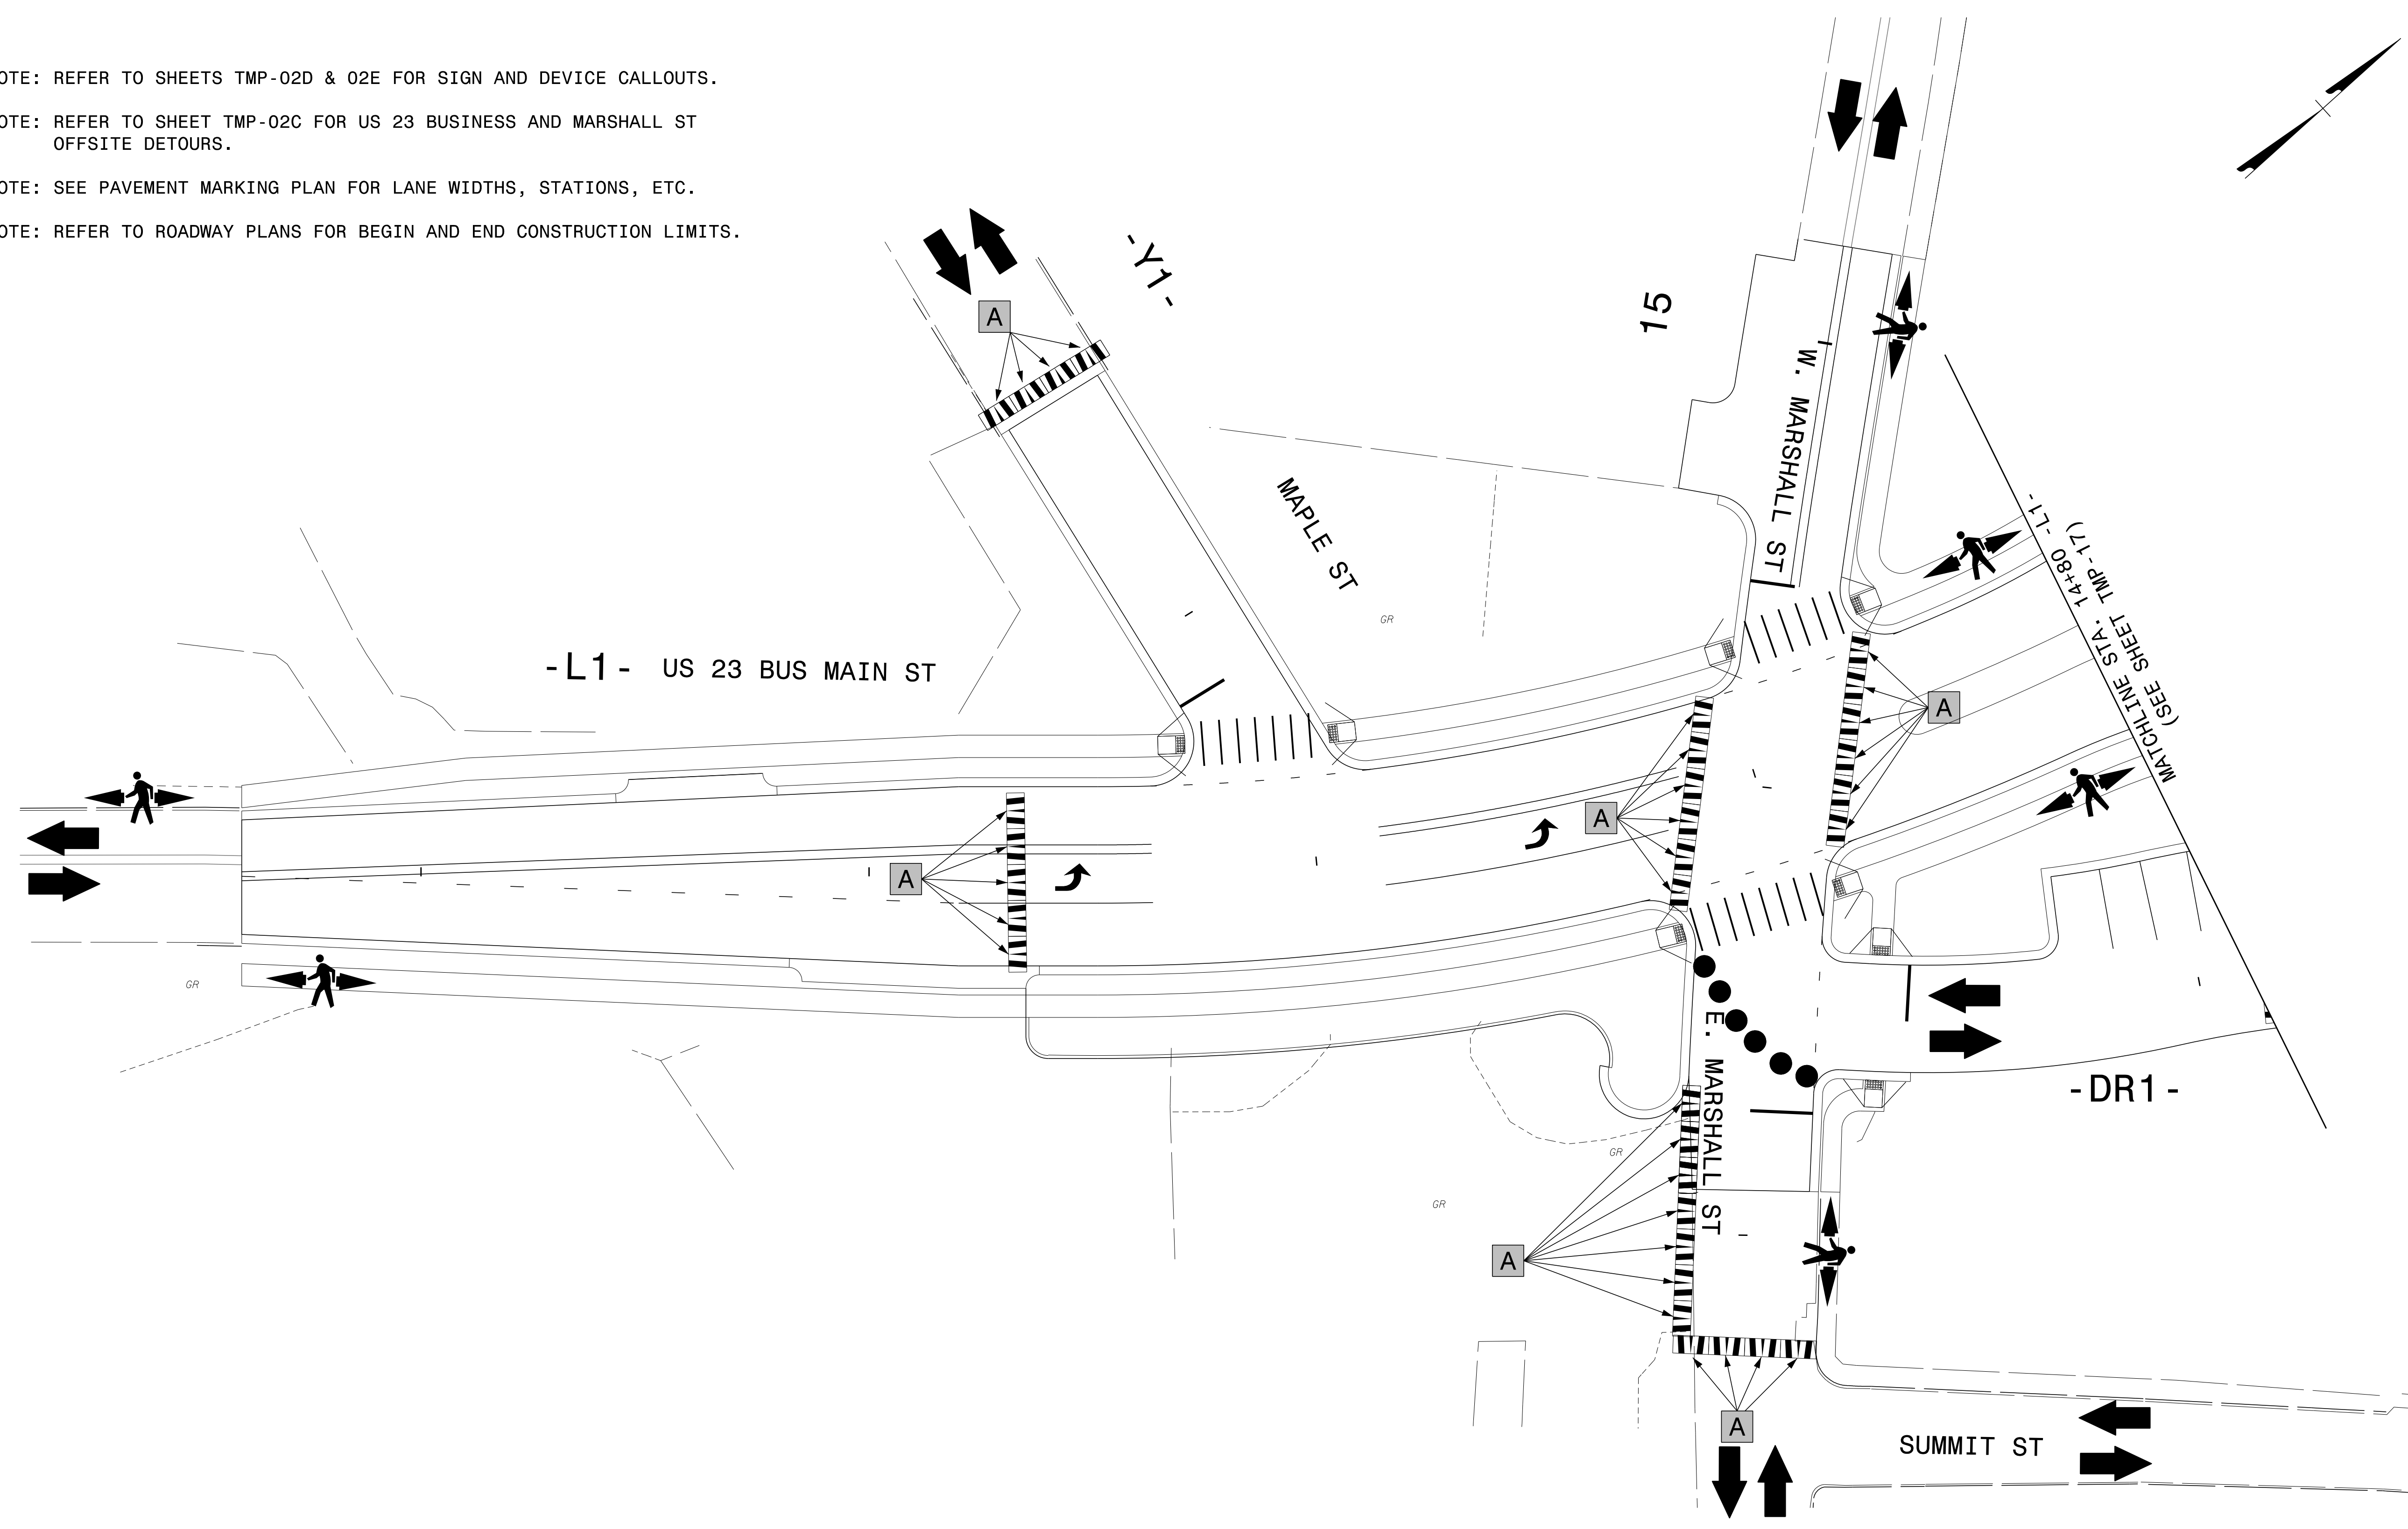 OTE: REFER TO SHEETS TMP-02D & 02E FOR SIGN AND DEVICE CALLOUTS.
OTE: REFER TO SHEET TMP-02C FOR US 23 BUSINESS AND MARSHALL ST
OFFSITE DETOURS.
OTE: SEE PAVEMENT MARKING PLAN FOR LANE WIDTHS, STATIONS, ETC.
OTE: REFER TO ROADWAY PLANS FOR BEGIN AND END CONSTRUCTION LIMITS.
-Y1-
A
15
W. MARSHALL ST
MAPLE ST
GR
-L1- US 23 BUS MAIN ST
MATCHLINE STA. 14+80 -L1-
(SEE SHEET TMP-17)
A
A
A
GR
E. MARSHALL ST
-DR1-
GR
GR
A
A
SUMMIT ST